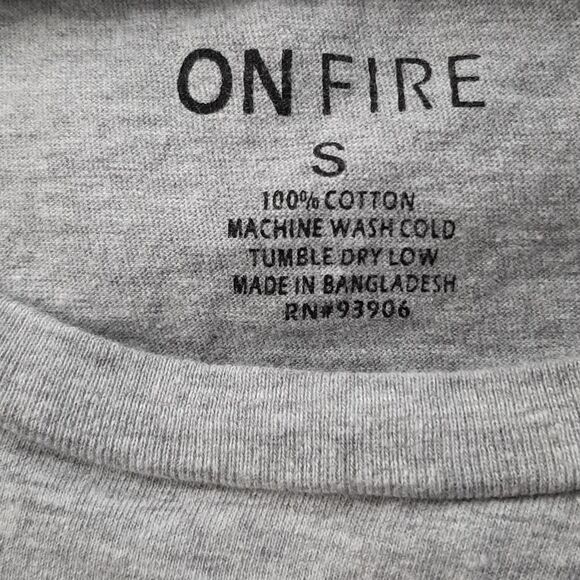 ON FIRE
S
100% COTTON
MACHINE WASH COLD
TUMBLE DRY LOW
MADE IN BANGLADESH
RN#93906